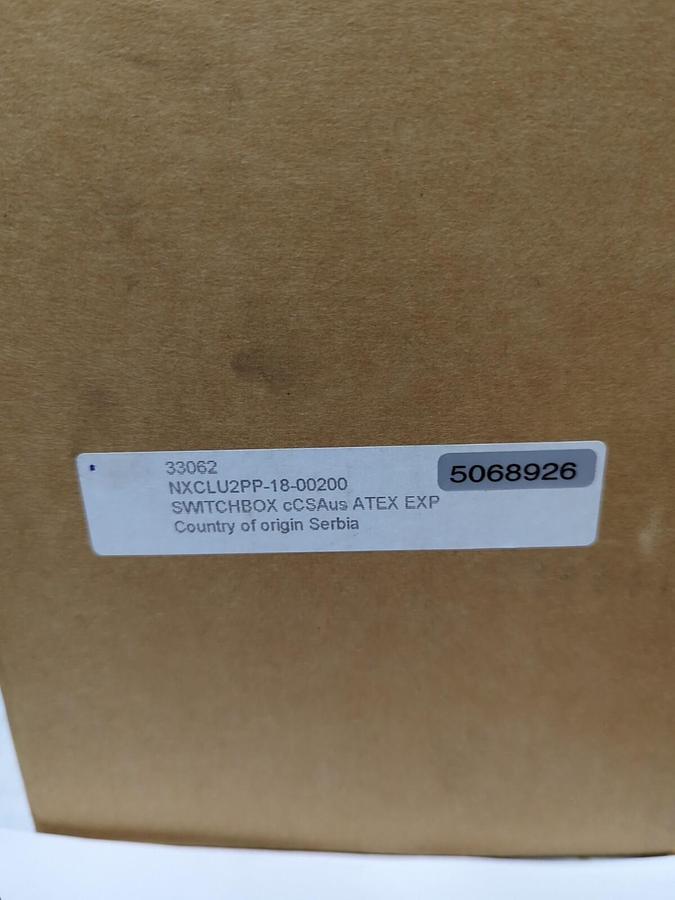 33062
NXCLU2PP-18-00200
5068926
SWITCHBOX cCSAus ATEX EXP
Country of origin Serbia